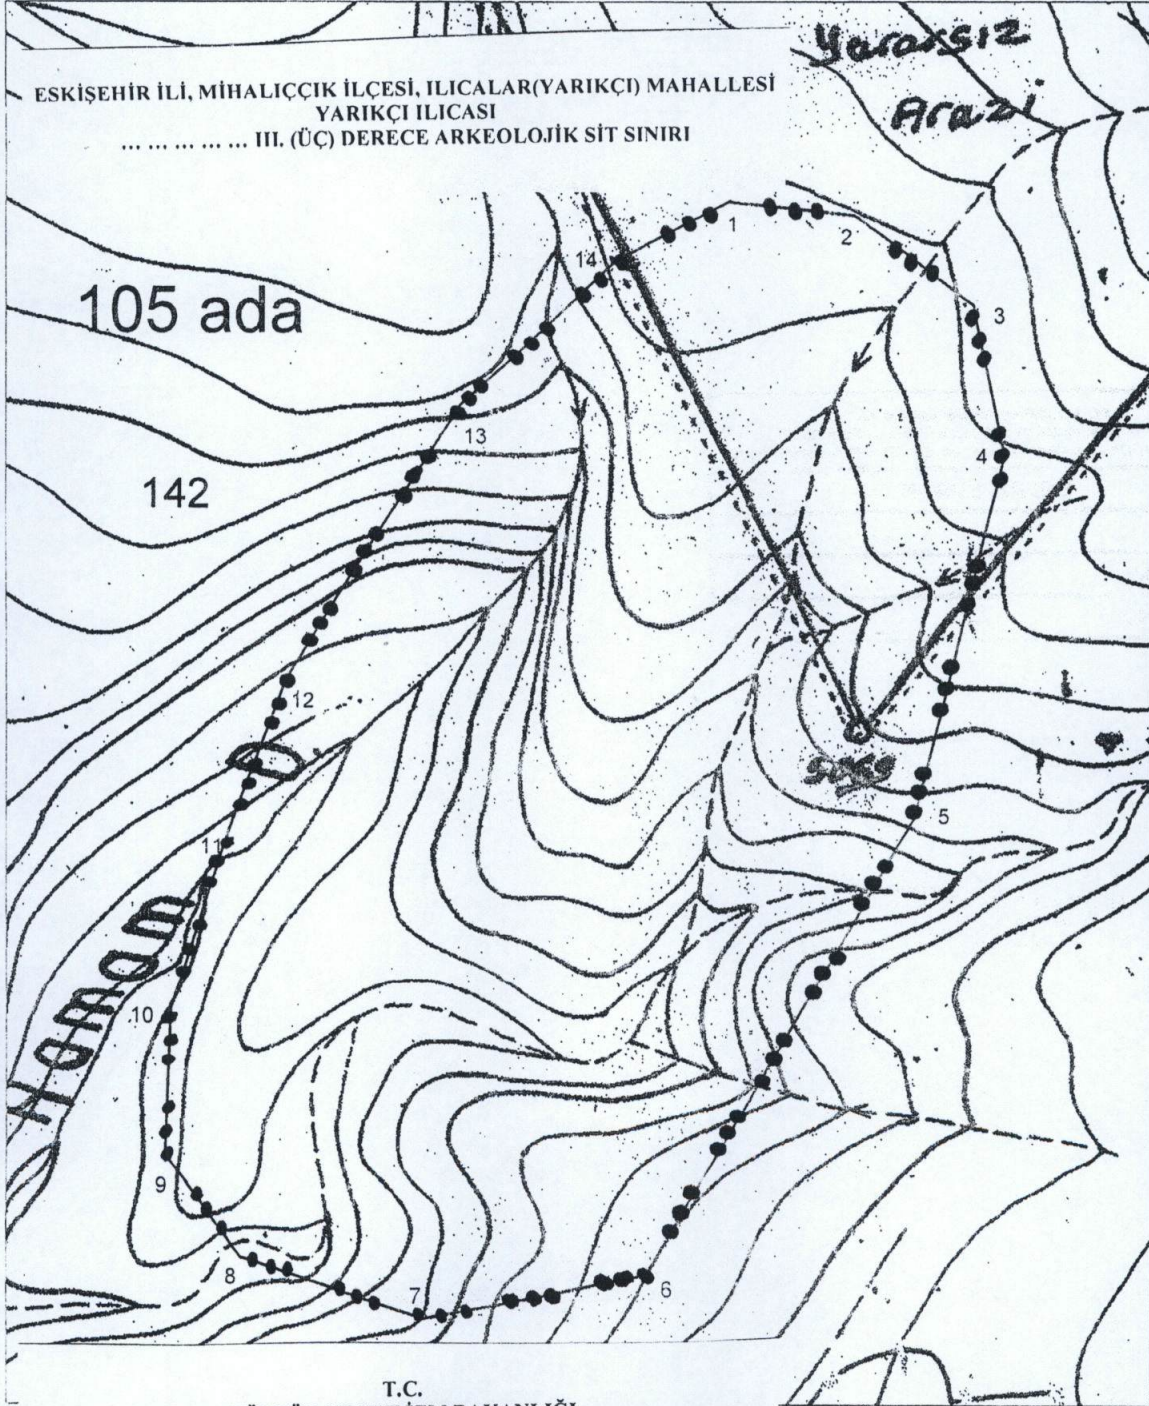 Yararsız
Arazi
ESKİŞEHİR İLİ, MİHALIÇÇIK İLÇESİ, ILICALAR(YARIKÇI) MAHALLESİ
YARIKÇI ILICASI
... ... ... ... ... III. (ÜÇ) DERECE ARKEOLOJİK SİT SINIRI
1
2
14
3
105 ada
13
4
142
12
5
11
Hamam
D
10
9
8
7
6
T.C.